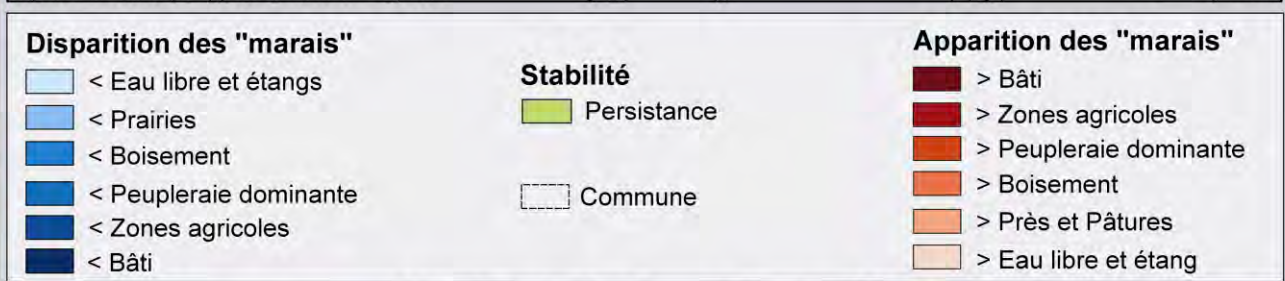 Disparition des "marais"
< Eau libre et étangs
< Prairies
< Boisement
< Peupleraie dominante
< Zones agricoles
< Bâti
Stabilité
Persistance
Commune
Apparition des "marais"
> Bâti
> Zones agricoles
> Peupleraie dominante
> Boisement
> Près et Pâtures
> Eau libre et étang